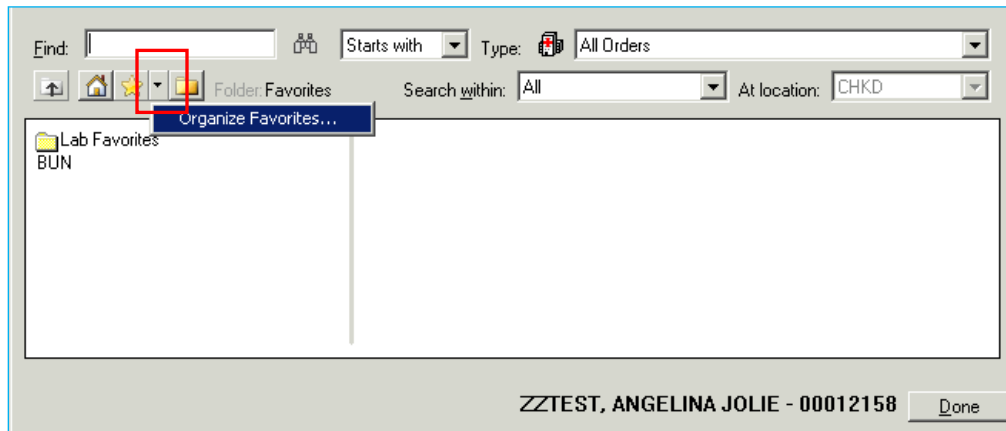 Find: Starts with Type: All Orders
Folder: Favorites Search within: All At location: CHKD
Organize Favorites...
Lab Favorites
BUN
ZZTEST, ANGELINA JOLIE - 00012158 Done